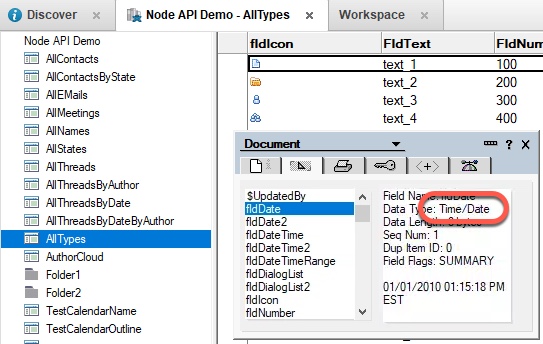 Discover
Node API Demo - AllTypes
Workspace
Node API Demo
AllContacts
AllContactsByState
AllEMails
AllMeetings
AllNames
AllStates
AllThreads
AllThreadsByAuthor
AllThreadsByDate
AllThreadsByDateByAuthor
AllTypes
AuthorCloud
Folder1
Folder2
TestCalendarName
TestCalendarOutline
fldIcon FldText FldNum
text_1 100
text_2 200
text_3 300
text_4 400
Document
? X
<+>
$UpdatedBy
fldDate
fldDate2
fldDateTime
fldDateTime2
fldDateTimeRange
fldDialogList
fldDialogList2
fldIcon
fldNumber
Field Name: fldDate
Data Type: Time/Date
Data Length: 8 bytes
Seq Num: 1
Dup Item ID: 0
Field Flags: SUMMARY
01/01/2010 01:15:18 PM
EST